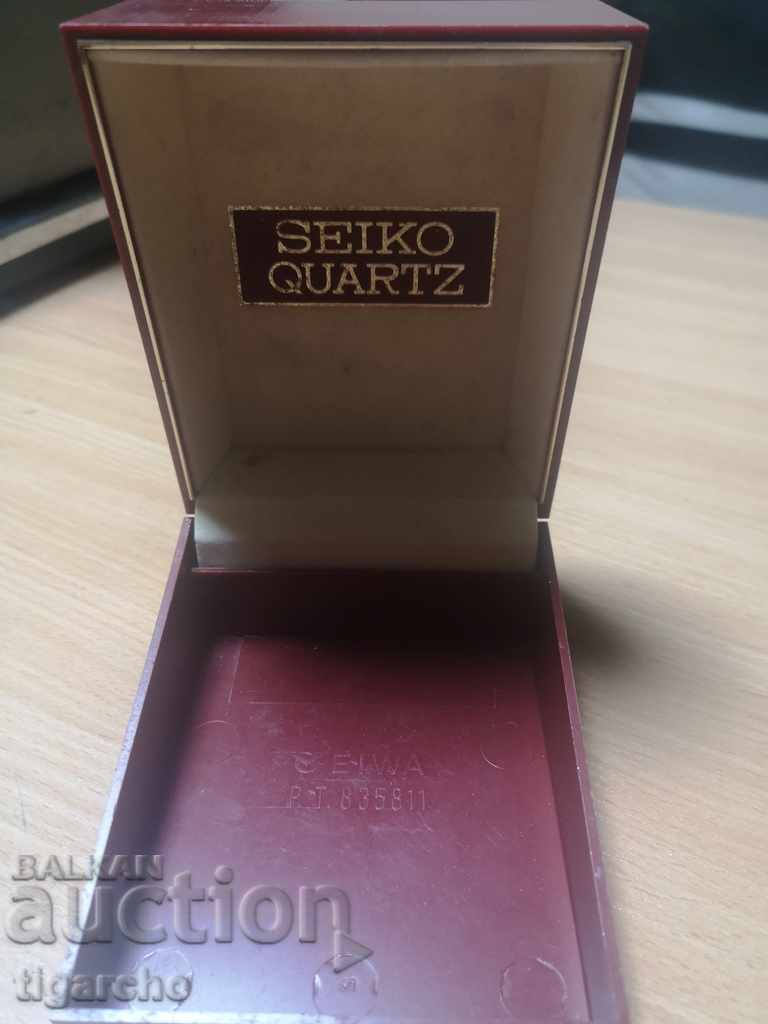 SEIKO
QUARTZ
SEIWA
P.T. 835811
BALKAN
auction
tigarcho